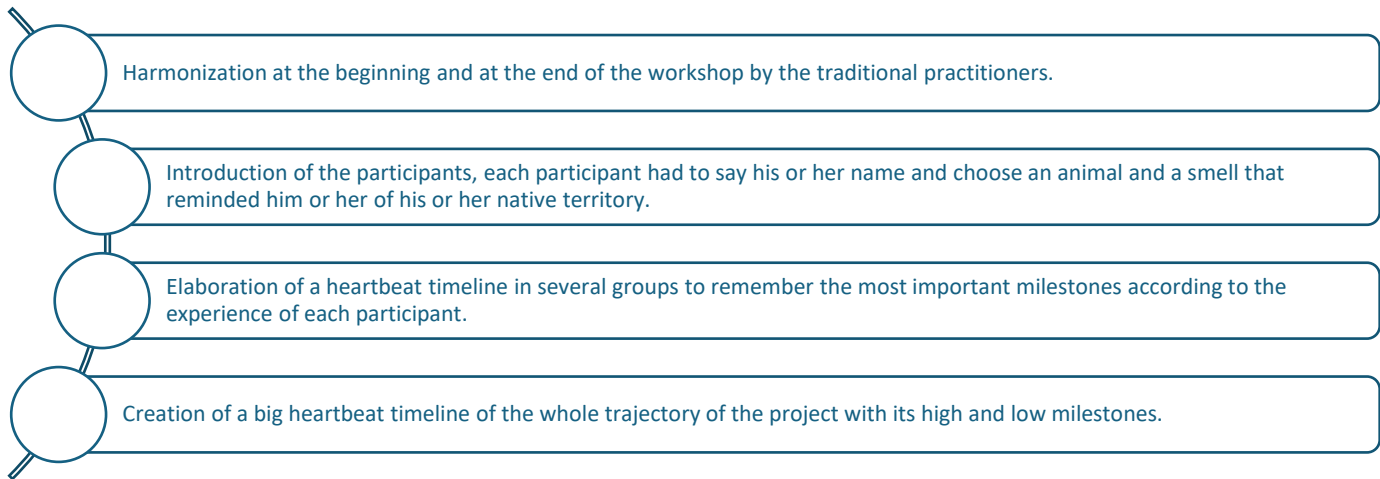 Harmonization at the beginning and at the end of the workshop by the traditional practitioners.
Introduction of the participants, each participant had to say his or her name and choose an animal and a smell that
reminded him or her of his or her native territory.
Elaboration of a heartbeat timeline in several groups to remember the most important milestones according to the
experience of each participant.
Creation of a big heartbeat timeline of the whole trajectory of the project with its high and low milestones.